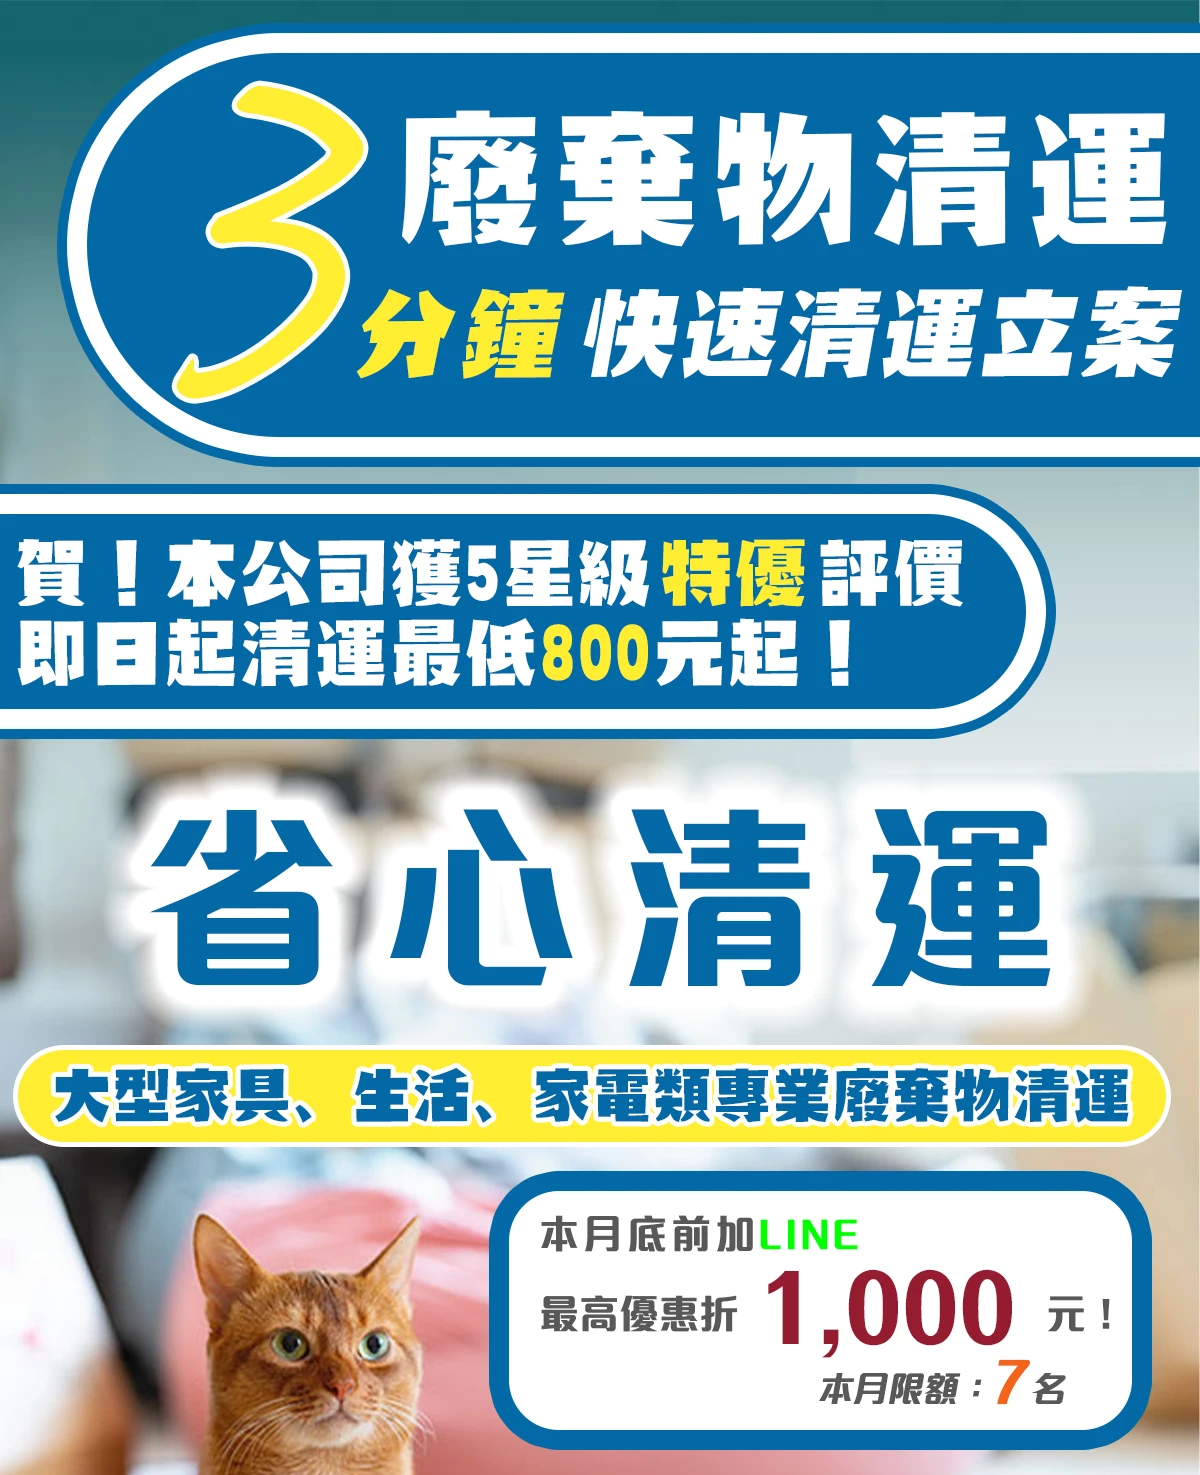 3 廢棄物清運
分鐘 快速清運立案
賀！本公司獲5星級特優評價
即日起清運最低800元起！
省心清運
大型家具、生活、家電類專業廢棄物清運
本月底前加LINE
最高優惠折 1,000 元！
本月限額：7名